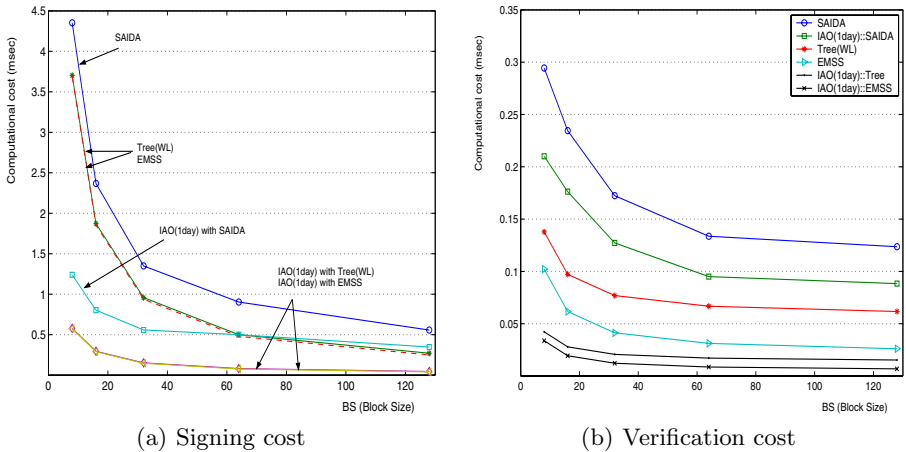 4.5
4
3.5
3
2.5
2
1.5
1
0.5
0
20
40
60
80
100
120
Computational cost (msec)
BS (Block Size)
SAIDA
Tree(WL)
EMSS
IAO(1day) with SAIDA
IAO(1day) with Tree(WL)
IAO(1day) with EMSS
(a) Signing cost
0.35
0.3
0.25
0.2
0.15
0.1
0.05
0
20
40
60
80
100
120
Computational cost (msec)
BS (Block Size)
SAIDA
IAO(1day)::SAIDA
Tree(WL)
EMSS
IAO(1day)::Tree
IAO(1day)::EMSS
(b) Verification cost